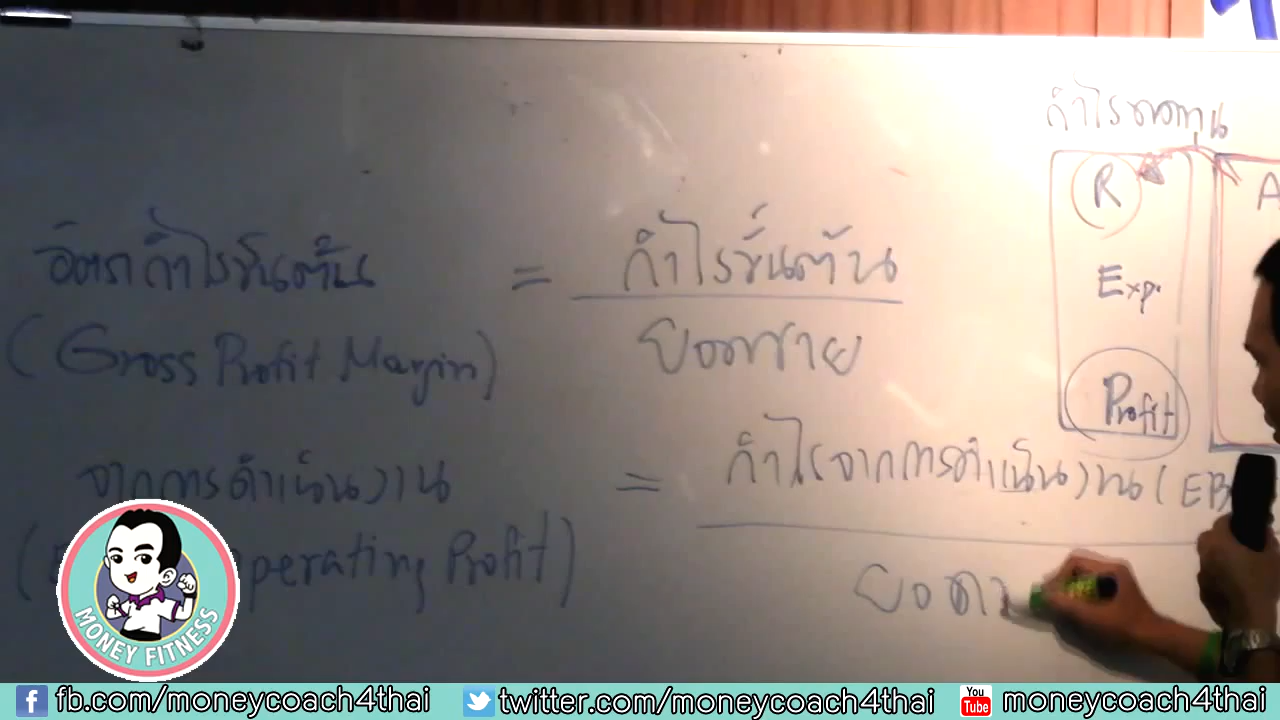 กำไรขาดทุน
R
A
Exp.
Profit
อัตรากำไรขั้นต้น = กำไรขั้นต้น
ยอดขาย
(Gross Profit Margin)
จากการดำเนินงาน = กำไรจากการดำเนินงาน (EB
perating Profit)
ยอด
MONEY FITNESS
fb.com/moneycoach4thai
twitter.com/moneycoach4thai
You Tube moneycoach4thai